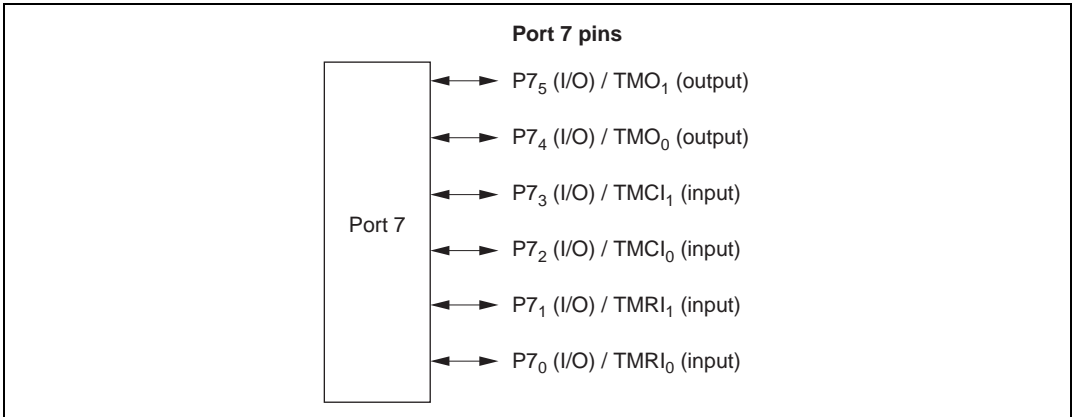 Port 7 pins
P7₅ (I/O) / TMO₁ (output)
P7₄ (I/O) / TMO₀ (output)
P7₃ (I/O) / TMCI₁ (input)
Port 7
P7₂ (I/O) / TMCI₀ (input)
P7₁ (I/O) / TMRI₁ (input)
P7₀ (I/O) / TMRI₀ (input)